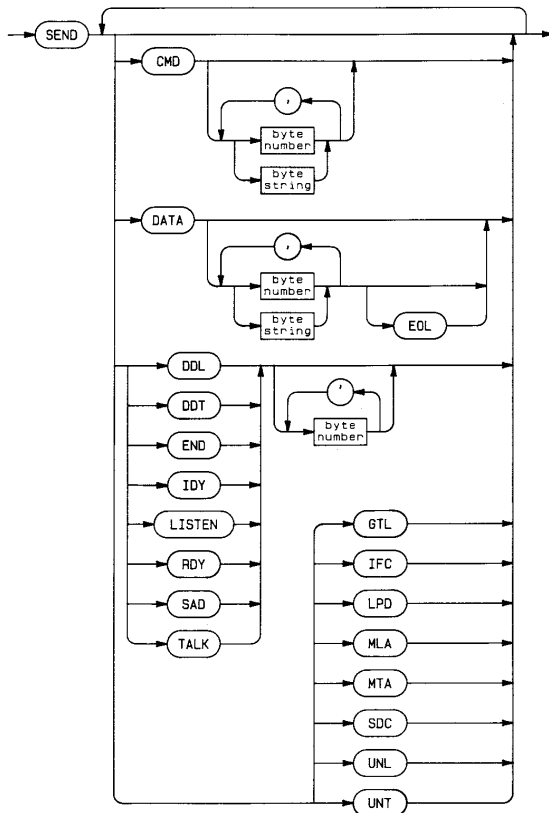 SEND
CMD
,
byte
number
byte
string
DATA
,
byte
number
byte
string
EOL
DDL
DDT
END
IDY
LISTEN
RDY
SAD
TALK
,
byte
number
GTL
IFC
LPD
MLA
MTA
SDC
UNL
UNT